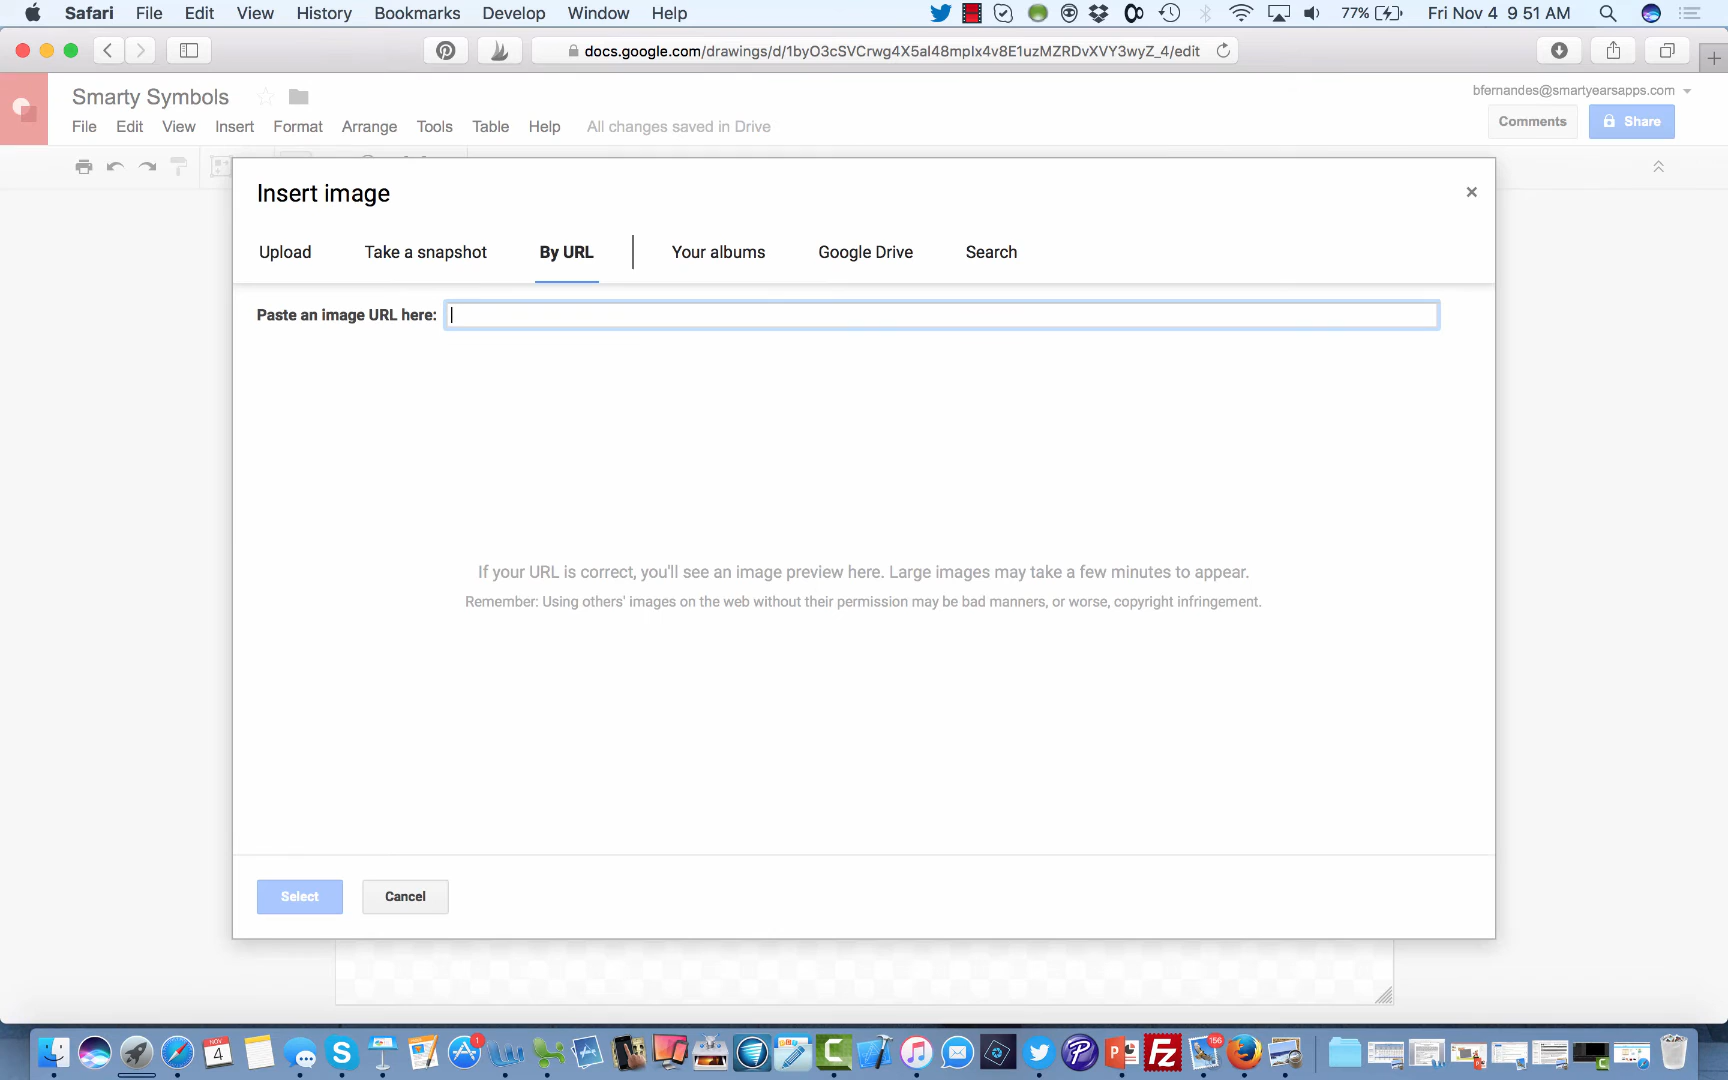 Safari File Edit View History Bookmarks Develop Window Help 77% Fri Nov 4 9 51 AM
docs.google.com/drawings/d/1byO3cSVCrwg4X5al48mplx4v8E1uzMZRDvXVY3wyZ_4/edit
Smarty Symbols
bfernandes@smartyearsapps.com
File Edit View Insert Format Arrange Tools Table Help All changes saved in Drive
Comments Share
Insert image
Upload Take a snapshot By URL Your albums Google Drive Search
Paste an image URL here:
If your URL is correct, you'll see an image preview here. Large images may take a few minutes to appear.
Remember: Using others' images on the web without their permission may be bad manners, or worse, copyright infringement.
Select Cancel
NOV
4
1
156